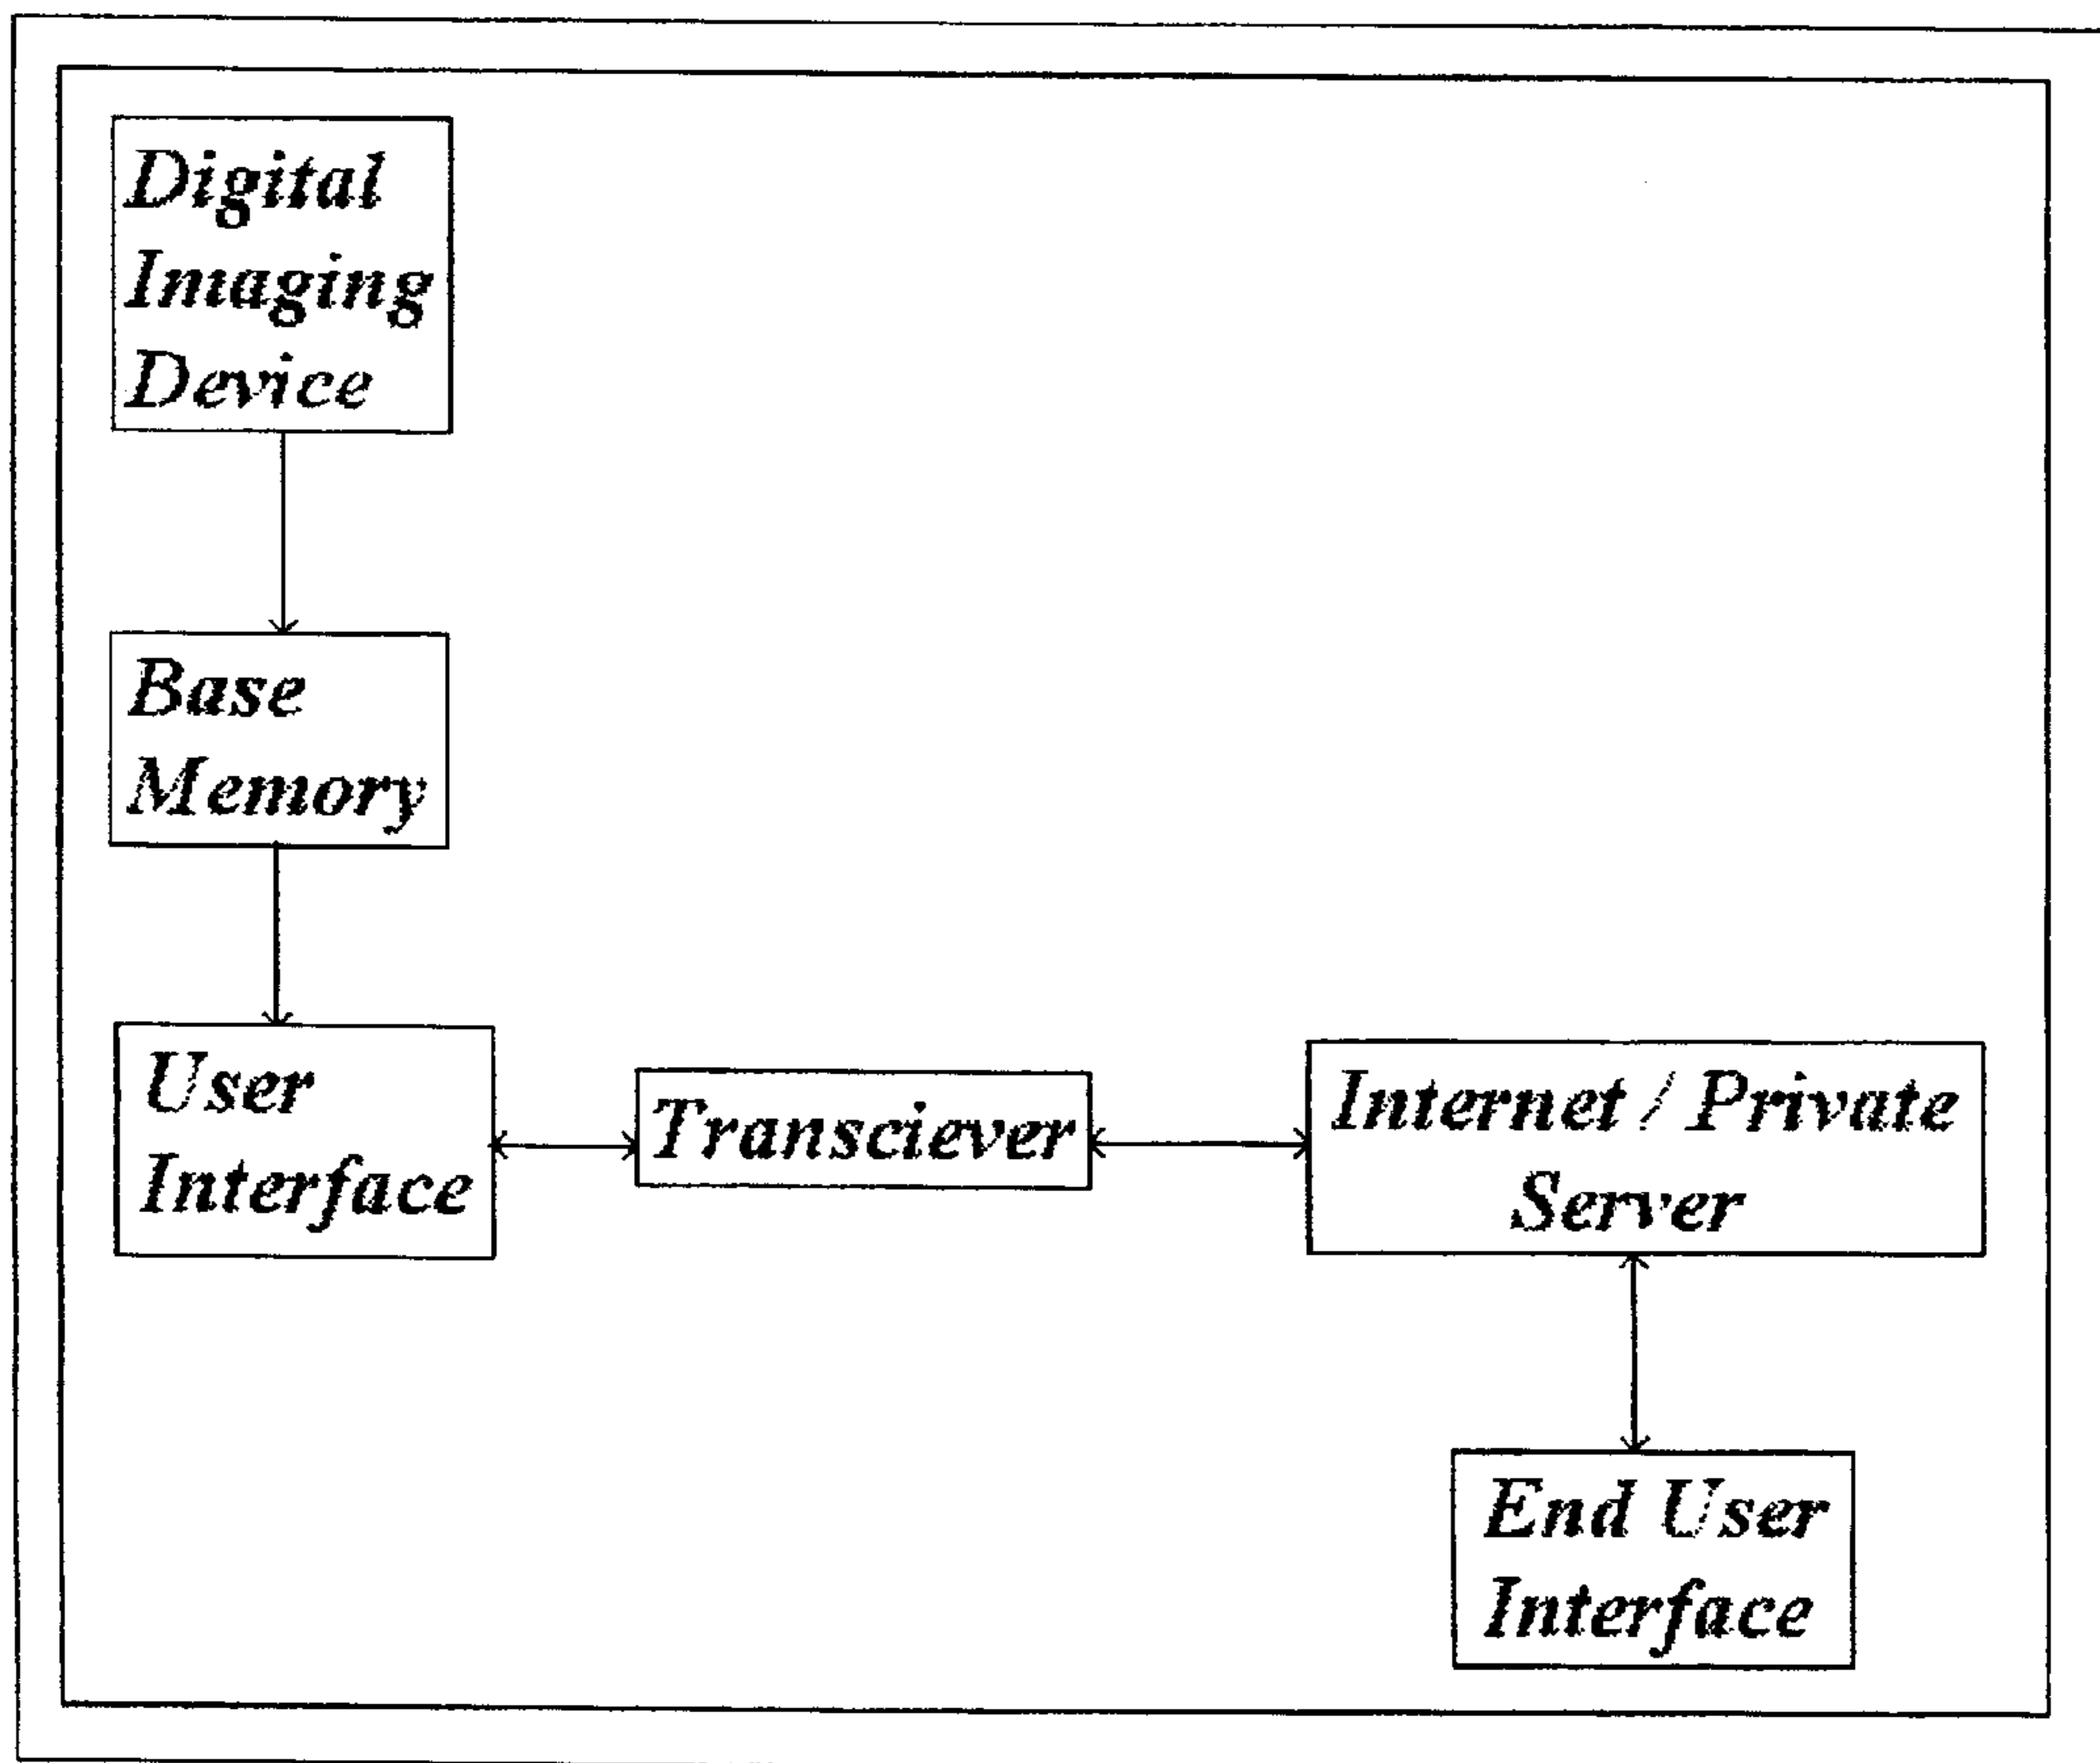 Digital
Imaging
Device
Base
Memory
User
Interface
Transciever
Internet / Private
Server
End User
Interface